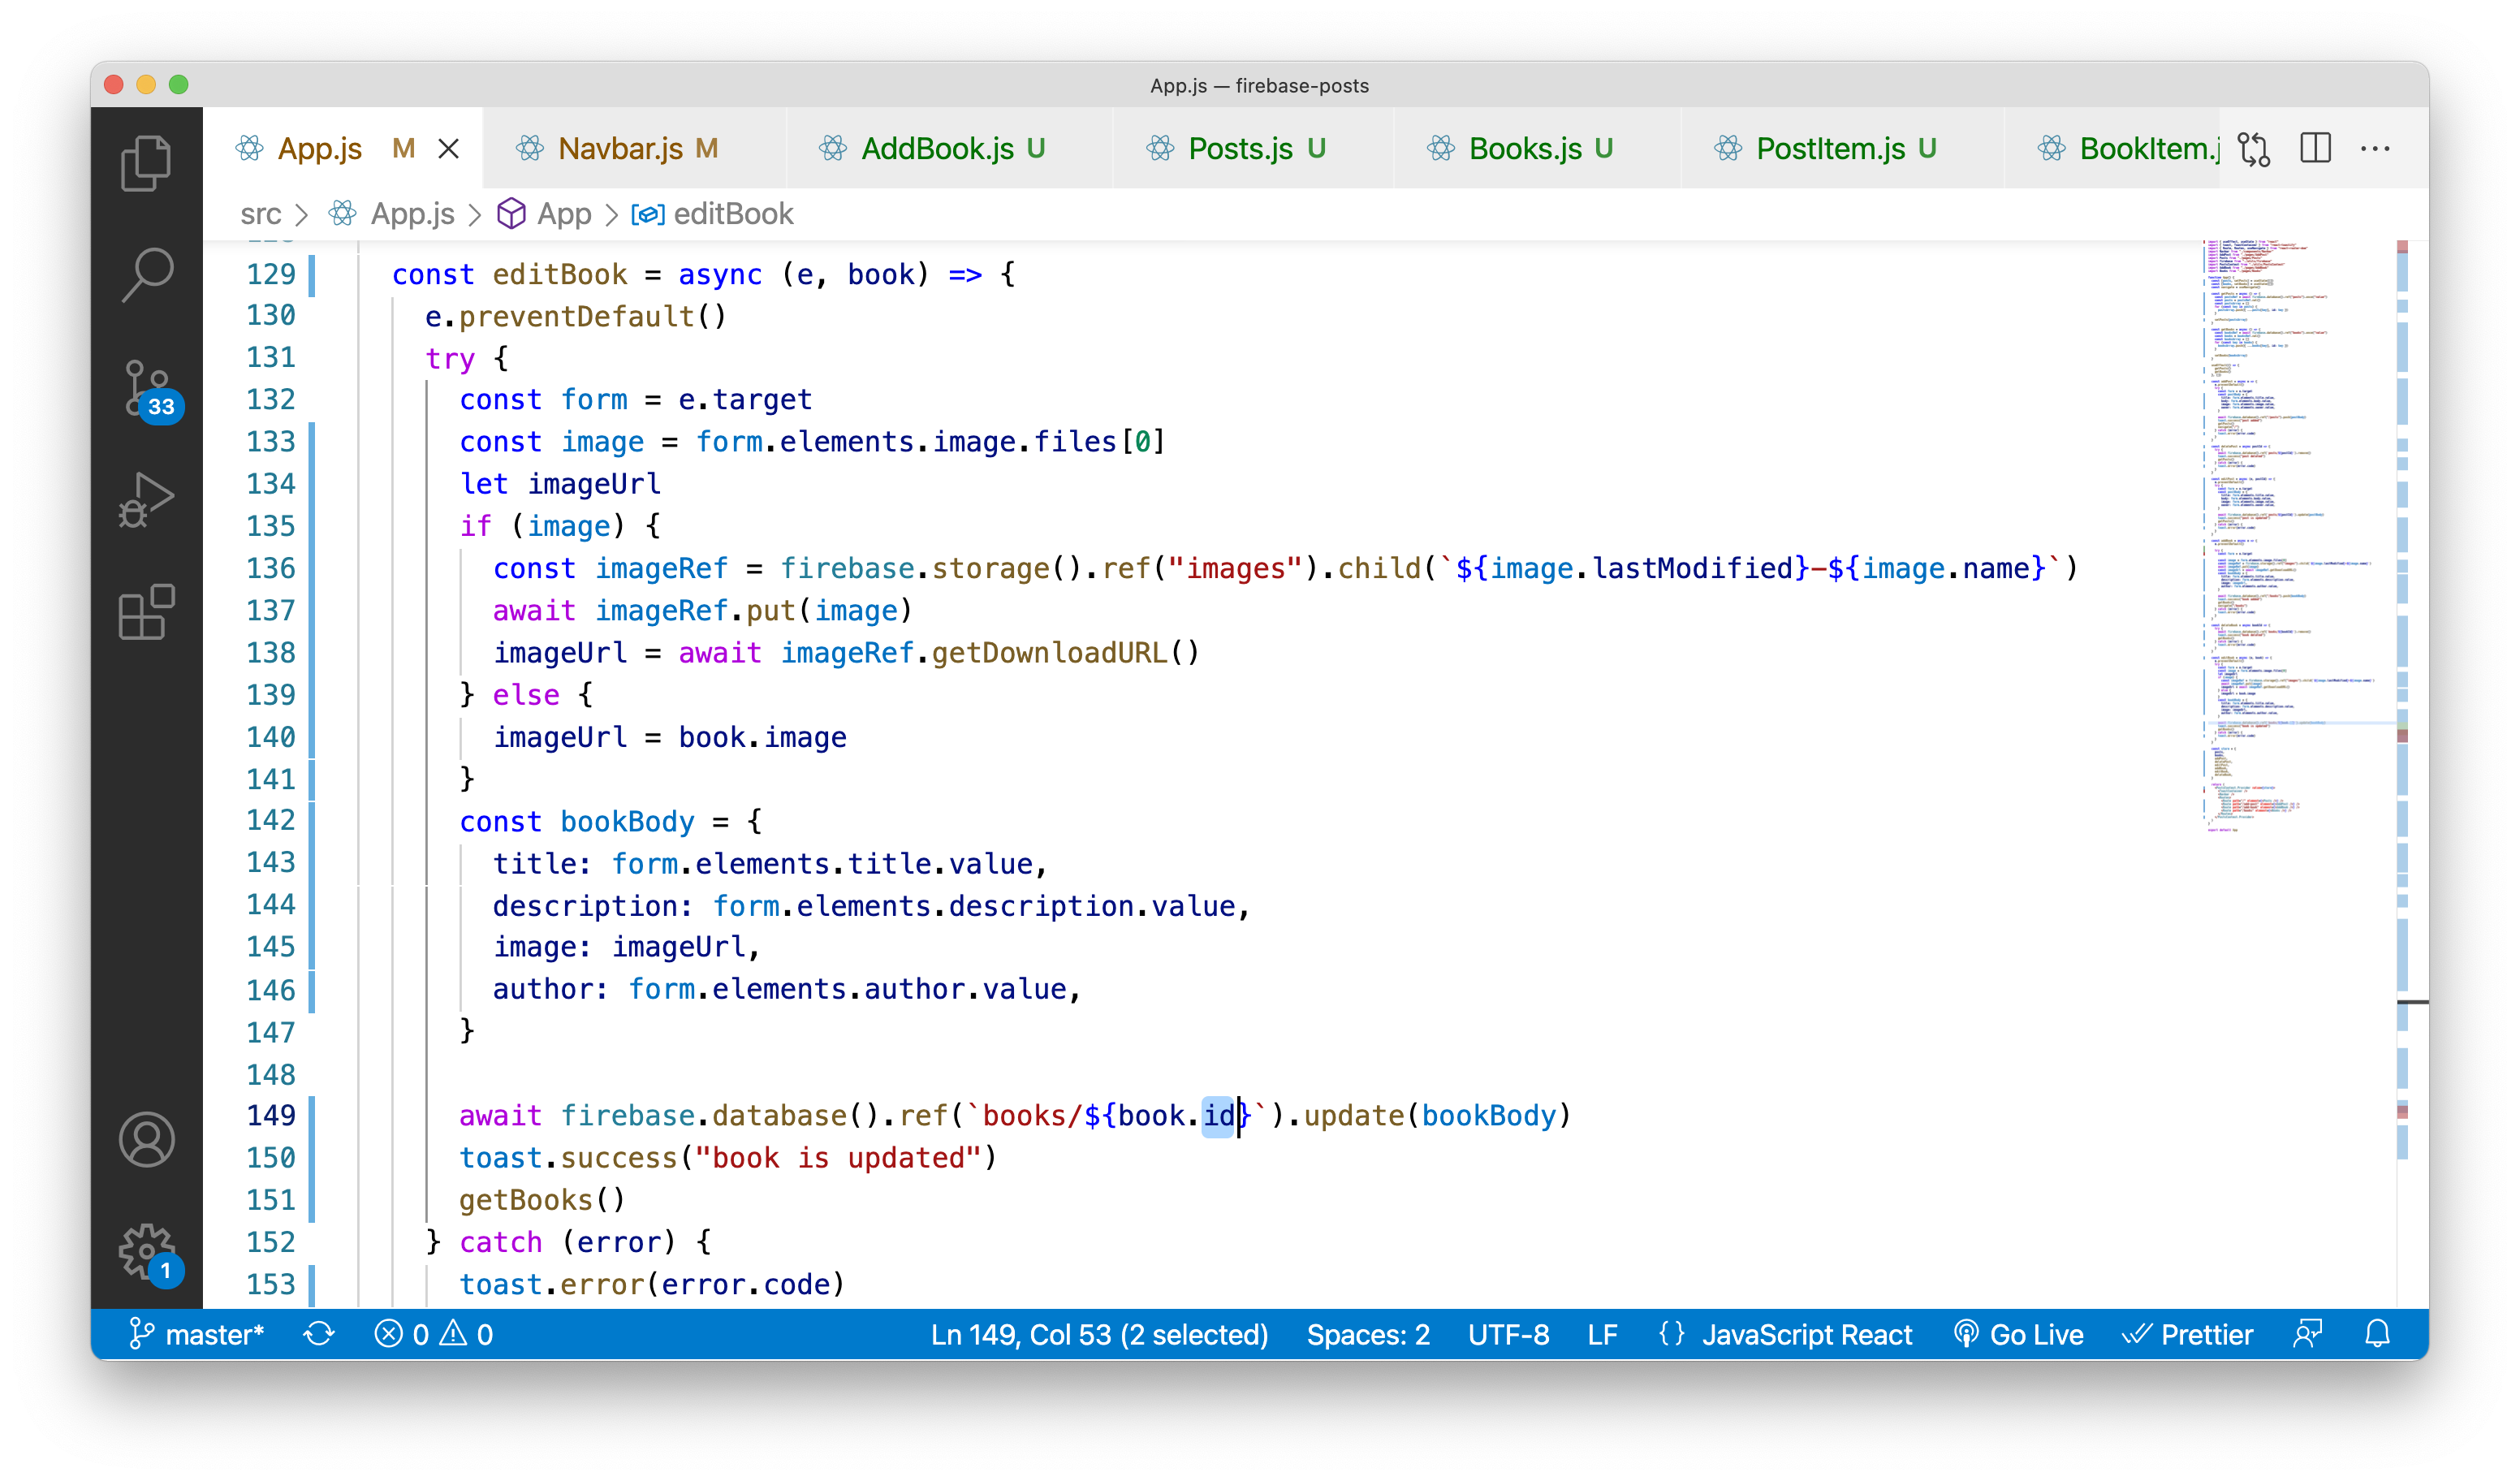 App.js — firebase-posts
App.js M Navbar.js M AddBook.js U Posts.js U Books.js U PostItem.js U BookItem.j
src > App.js > App > editBook
129 const editBook = async (e, book) => {
130 e.preventDefault()
131 try {
132 const form = e.target
133 const image = form.elements.image.files[0]
134 let imageUrl
135 if (image) {
136 const imageRef = firebase.storage().ref("images").child(`${image.lastModified}-${image.name}`)
137 await imageRef.put(image)
138 imageUrl = await imageRef.getDownloadURL()
139 } else {
140 imageUrl = book.image
141 }
142 const bookBody = {
143 title: form.elements.title.value,
144 description: form.elements.description.value,
145 image: imageUrl,
146 author: form.elements.author.value,
147 }
148
149 await firebase.database().ref(`books/${book.id}`).update(bookBody)
150 toast.success("book is updated")
151 getBooks()
152 } catch (error) {
153 toast.error(error.code)
33
1
master* 0 0 Ln 149, Col 53 (2 selected) Spaces: 2 UTF-8 LF {} JavaScript React Go Live Prettier